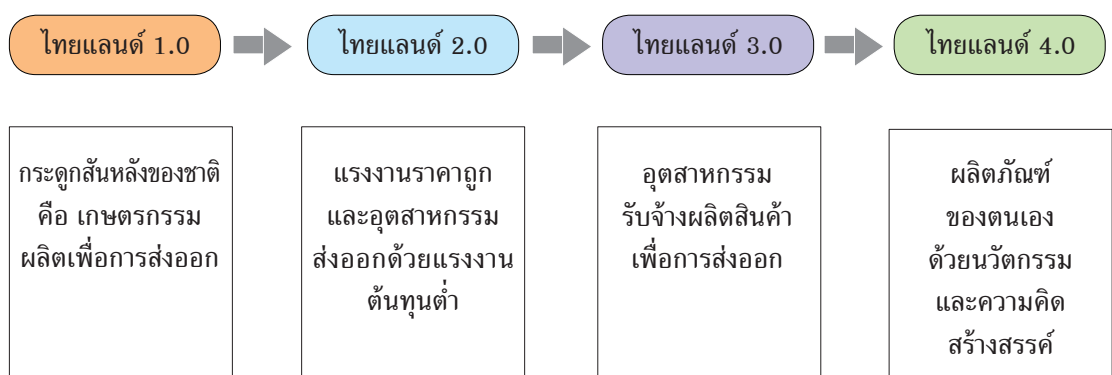 ไทยแลนด์ 1.0
ไทยแลนด์ 2.0
ไทยแลนด์ 3.0
ไทยแลนด์ 4.0
กระดูกสันหลังของชาติ
คือ เกษตรกรรม
ผลิตเพื่อการส่งออก
แรงงานราคาถูก
และอุตสาหกรรม
ส่งออกด้วยแรงงาน
ต้นทุนต่ำ
อุตสาหกรรม
รับจ้างผลิตสินค้า
เพื่อการส่งออก
ผลิตภัณฑ์
ของตนเอง
ด้วยนวัตกรรม
และความคิด
สร้างสรรค์